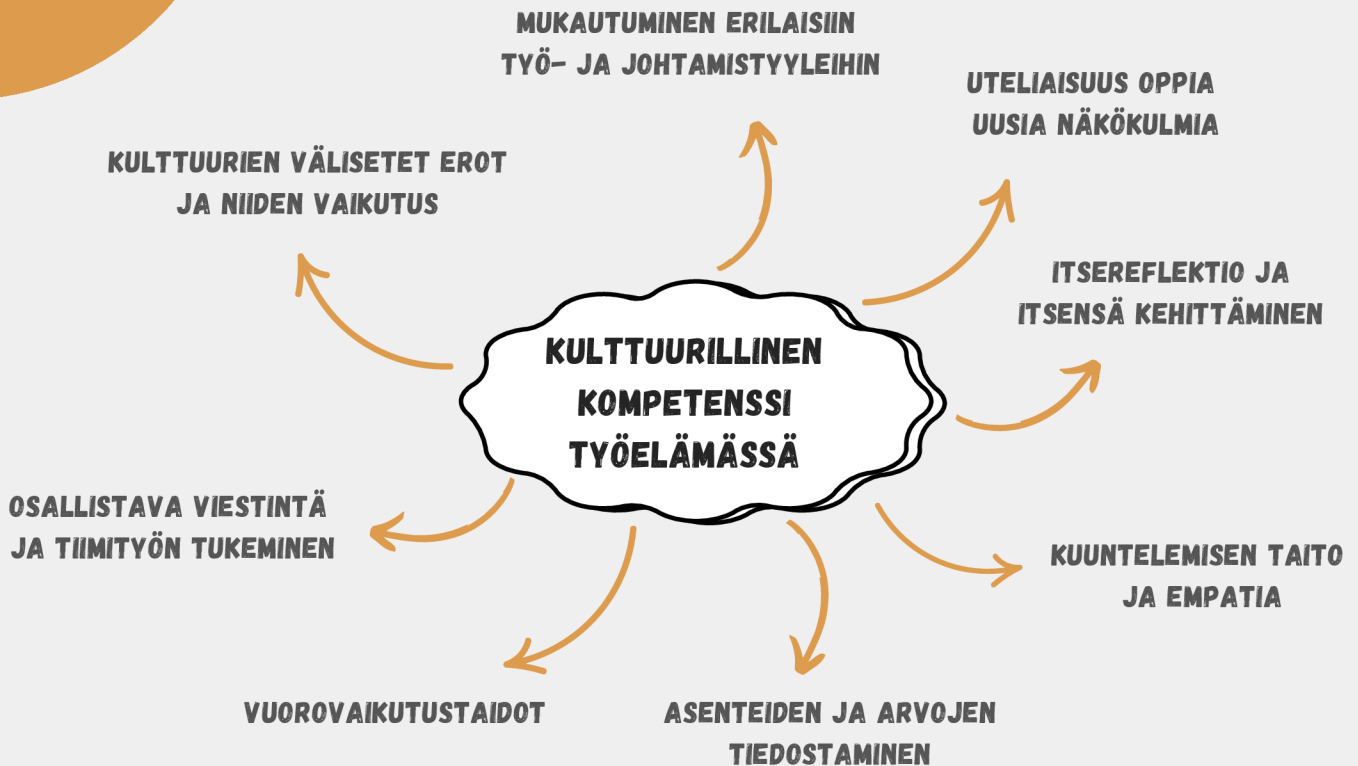 MUKAUTUMINEN ERILAISIIN
TYÖ- JA JOHTAMISTYYLEIHIN
UTELIAISUUS OPPIA
UUSIA NÄKÖKULMIA
KULTTUURIEN VÄLISETET EROT
JA NIIDEN VAIKUTUS
ITSEREFLEKTIO JA
ITSENSÄ KEHITTÄMINEN
KULTTUURILLINEN
KOMPETENSSI
TYÖELÄMÄSSÄ
OSALLISTAVA VIESTINTÄ
JA TIIMITYÖN TUKEMINEN
KUUNTELEMISEN TAITO
JA EMPATIA
VUOROVAIKUTUSTAIDOT
ASENTEIDEN JA ARVOJEN
TIEDOSTAMINEN